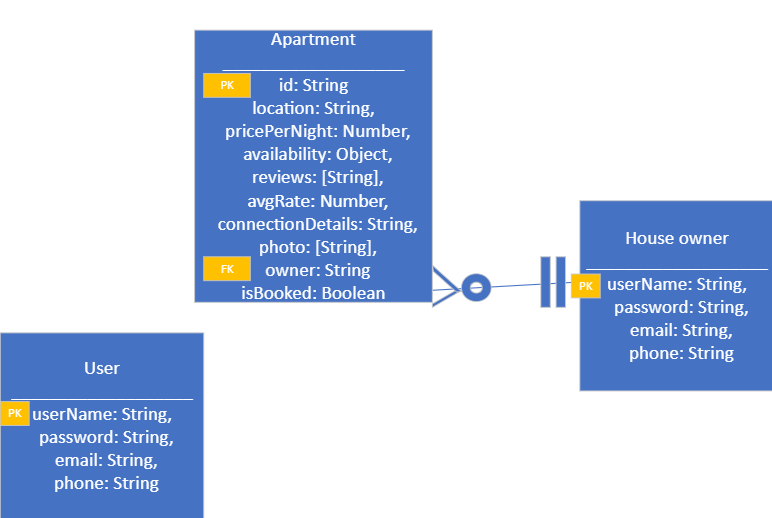 Apartment
PK id: String
location: String,
pricePerNight: Number,
availability: Object,
reviews: [String],
avgRate: Number,
connectionDetails: String,
photo: [String],
FK owner: String
isBooked: Boolean
House owner
PK userName: String,
password: String,
email: String,
phone: String
User
PK userName: String,
password: String,
email: String,
phone: String